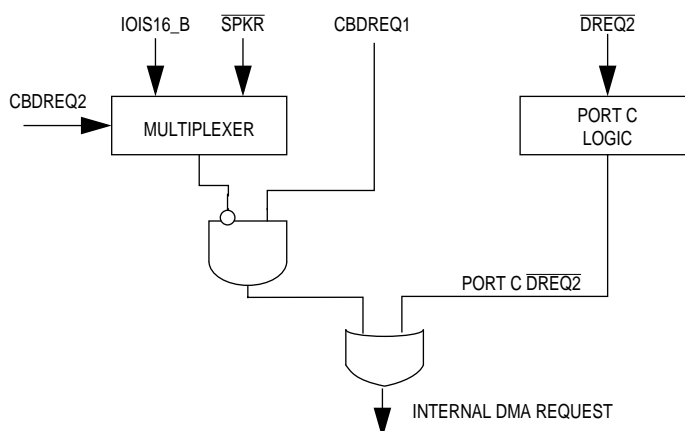 IOIS16_B SPKR CBDREQ1 DREQ2
CBDREQ2
MULTIPLEXER
PORT C
LOGIC
PORT C DREQ2
INTERNAL DMA REQUEST